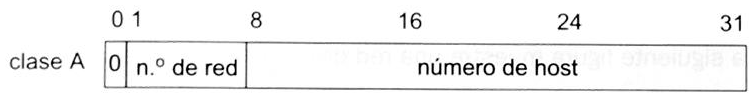 0 1 8 16 24 31
clase A 0 n.º de red número de host